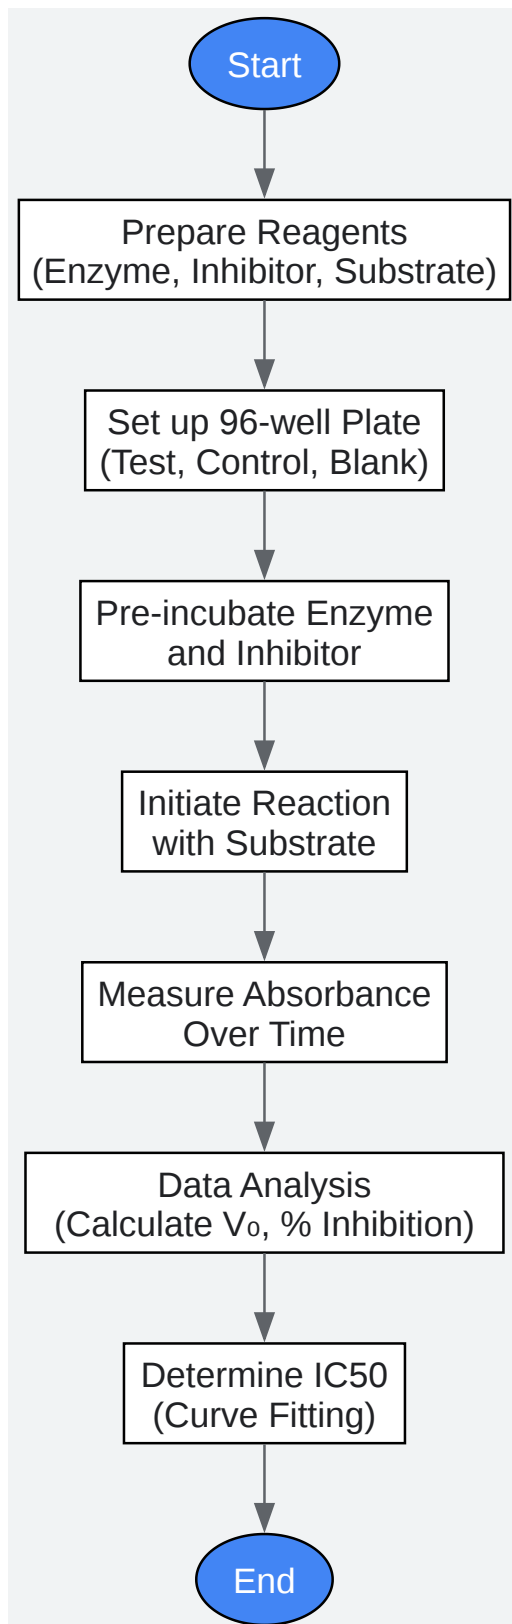 Start
Prepare Reagents
(Enzyme, Inhibitor, Substrate)
Set up 96-well Plate
(Test, Control, Blank)
Pre-incubate Enzyme
and Inhibitor
Initiate Reaction
with Substrate
Measure Absorbance
Over Time
Data Analysis
(Calculate V₀, % Inhibition)
Determine IC50
(Curve Fitting)
End